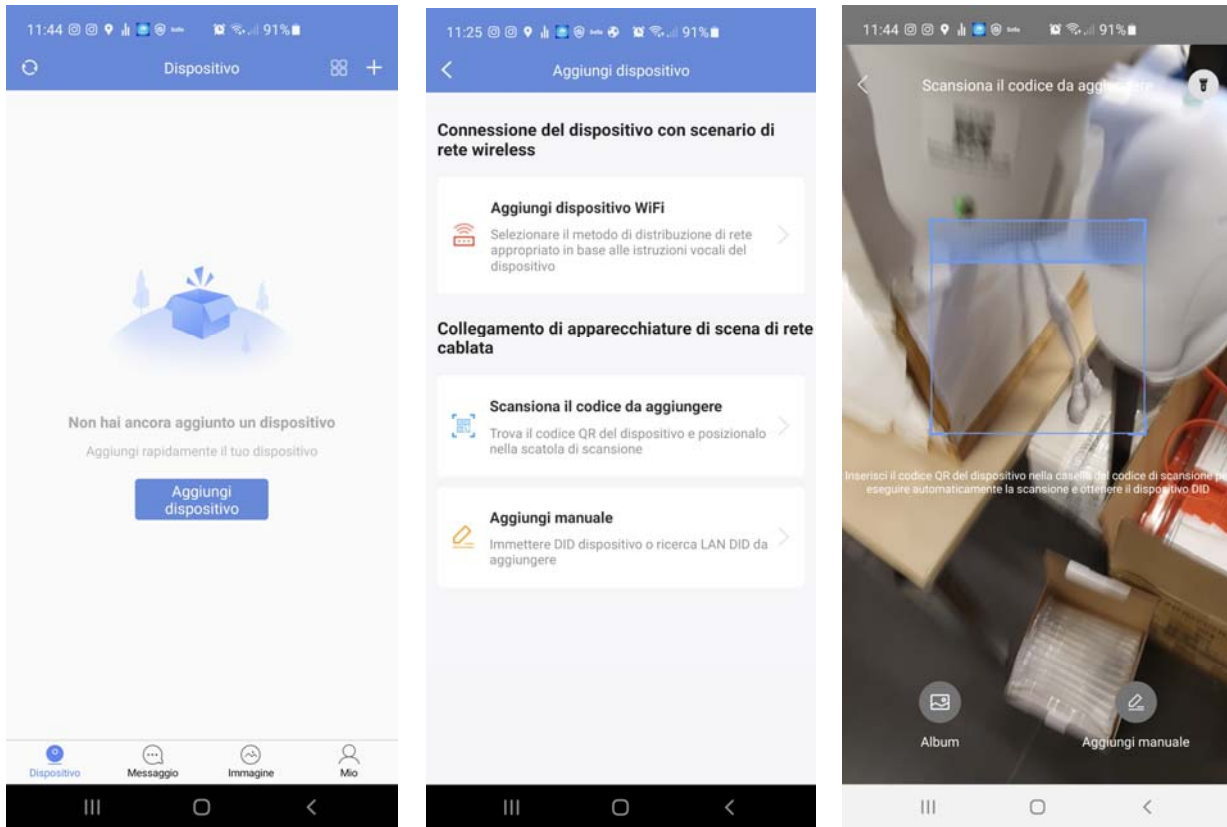 11:44 91%
Dispositivo
Non hai ancora aggiunto un dispositivo
Aggiungi rapidamente il tuo dispositivo
Aggiungi
dispositivo
Dispositivo
Messaggio
Immagine
Mio
11:25 91%
Aggiungi dispositivo
Connessione del dispositivo con scenario di
rete wireless
Aggiungi dispositivo WiFi
Selezionare il metodo di distribuzione di rete
appropriato in base alle istruzioni vocali del
dispositivo
Collegamento di apparecchiature di scena di rete
cablata
Scansiona il codice da aggiungere
Trova il codice QR del dispositivo e posizionalo
nella scatola di scansione
Aggiungi manuale
Immettere DID dispositivo o ricerca LAN DID da
aggiungere
11:44 91%
Scansiona il codice da aggiungere
Inserisci il codice QR del dispositivo nella casella del codice di scansione per
eseguire automaticamente la scansione e ottenere il dispositivo DID
Album
Aggiungi manuale